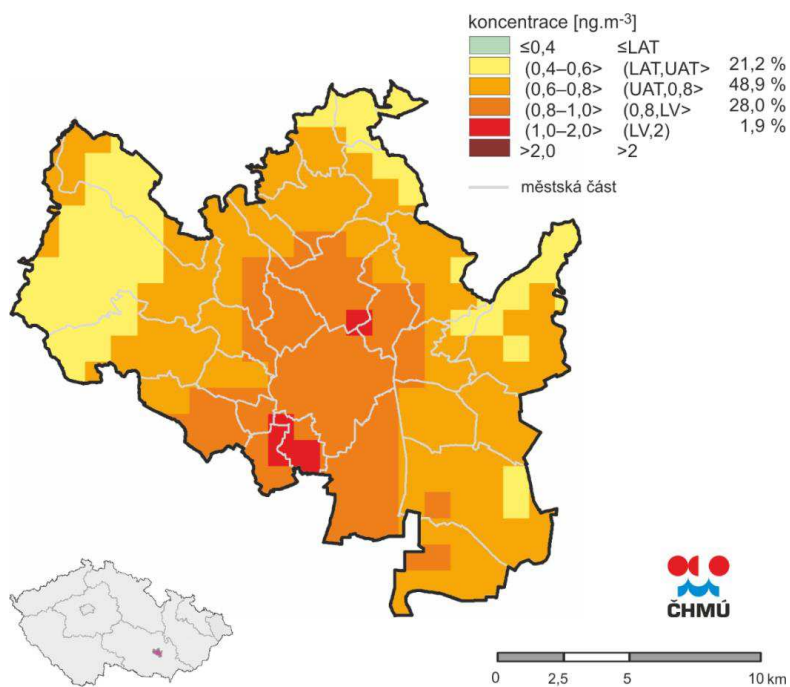 koncentrace [ng.m-3]
≤0,4 ≤LAT
(0,4–0,6> (LAT,UAT> 21,2 %
(0,6–0,8> (UAT,0,8> 48,9 %
(0,8–1,0> (0,8,LV> 28,0 %
(1,0–2,0> (LV,2) 1,9 %
>2,0 >2
městská část
ČHMÚ
0 2,5 5 10 km